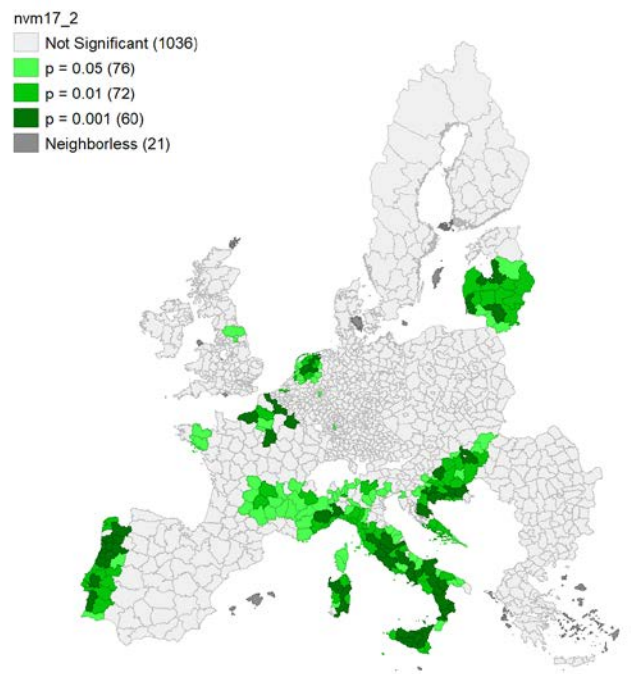 nvm17_2
Not Significant (1036)
p = 0.05 (76)
p = 0.01 (72)
p = 0.001 (60)
Neighborless (21)